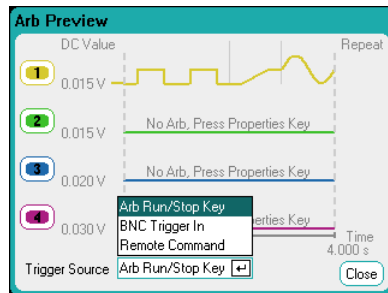 Arb Preview
DC Value Repeat
1 0.015 V
2 0.015 V No Arb, Press Properties Key
3 0.020 V No Arb, Press Properties Key
4 0.030 V erties Key
Arb Run/Stop Key
BNC Trigger In
Remote Command
Time
4.000 s
Trigger Source Arb Run/Stop Key Close